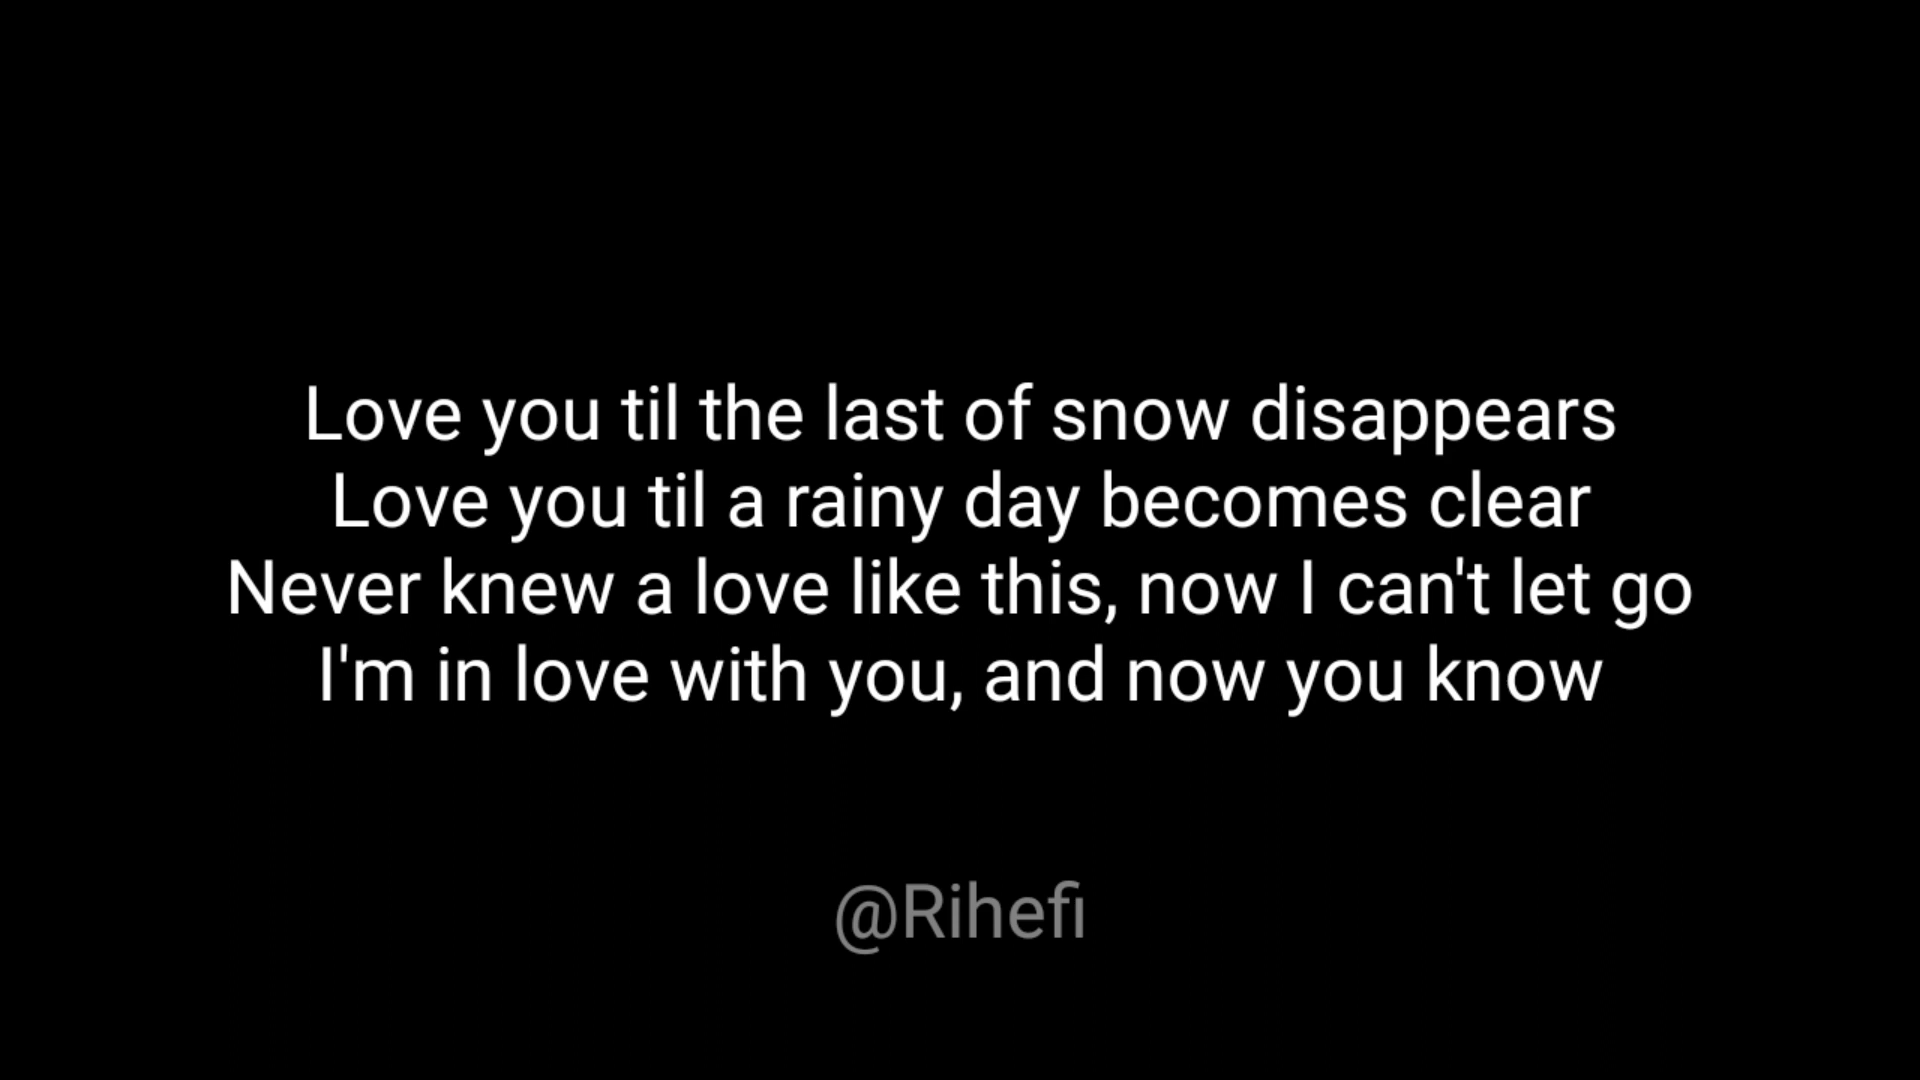 Love you til the last of snow disappears
Love you til a rainy day becomes clear
Never knew a love like this, now I can't let go
I'm in love with you, and now you know
@Rihefi